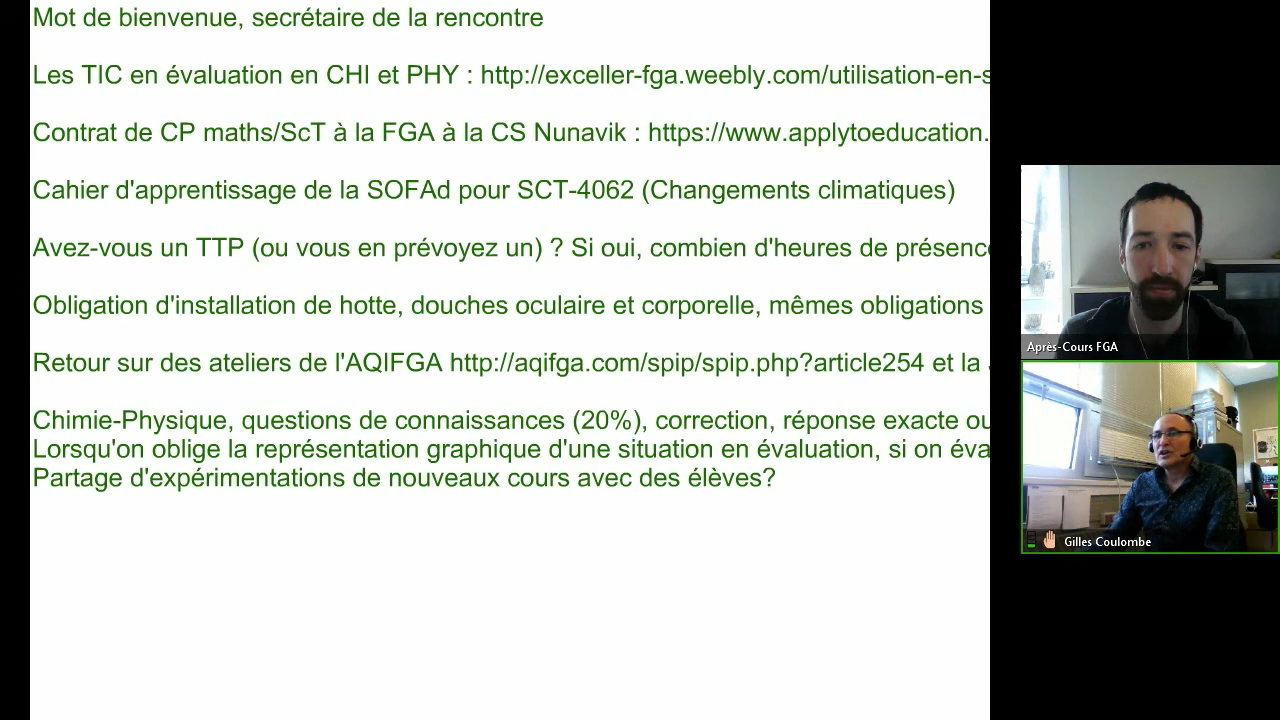 Mot de bienvenue, secrétaire de la rencontre
Les TIC en évaluation en CHI et PHY : http://exceller-fga.weebly.com/utilisation-en-s
Contrat de CP maths/ScT à la FGA à la CS Nunavik : https://www.applytoeducation.
Cahier d'apprentissage de la SOFAd pour SCT-4062 (Changements climatiques)
Avez-vous un TTP (ou vous en prévoyez un) ? Si oui, combien d'heures de présence
Obligation d'installation de hotte, douches oculaire et corporelle, mêmes obligations
Retour sur des ateliers de l'AQIFGA http://aqifga.com/spip/spip.php?article254 et la
Chimie-Physique, questions de connaissances (20%), correction, réponse exacte ou
Lorsqu'on oblige la représentation graphique d'une situation en évaluation, si on éva
Partage d'expérimentations de nouveaux cours avec des élèves?
Après-Cours FGA
Gilles Coulombe